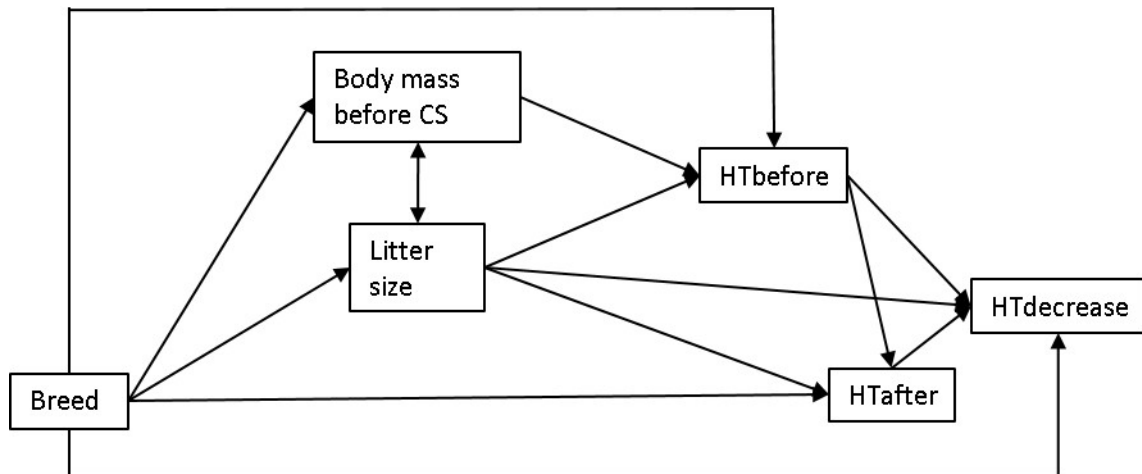 Body mass
before CS
HTbefore
Litter
size
HTdecrease
Breed
HTafter